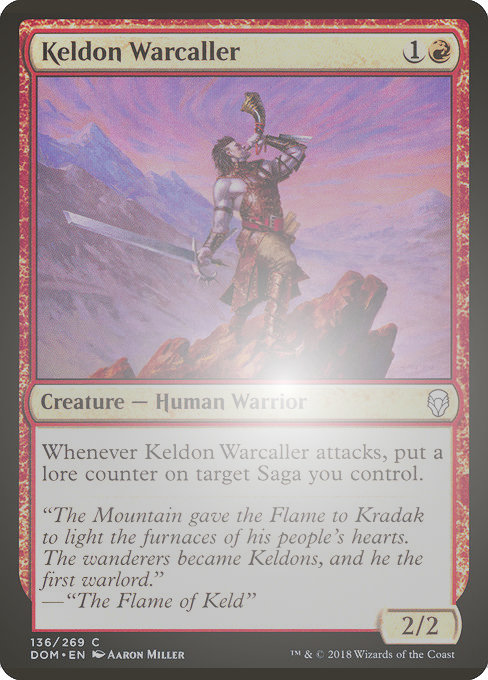 Keldon Warcaller 1
Creature — Human Warrior
Whenever Keldon Warcaller attacks, put a
lore counter on target Saga you control.
“The Mountain gave the Flame to Kradak
to light the furnaces of his people’s hearts.
The wanderers became Keldons, and he the
first warlord.”
—“The Flame of Keld”
2/2
136/269 C
DOM • EN Aaron Miller
™ & © 2018 Wizards of the Coast